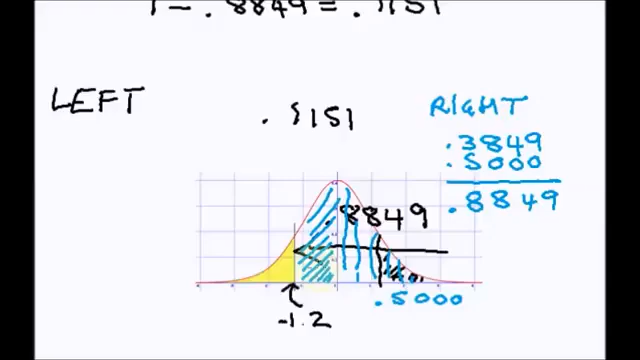 1 - .8849 = .1151
LEFT
RIGHT
.1151
.3849
.5000
.8849
.8849
.5000
-1.2